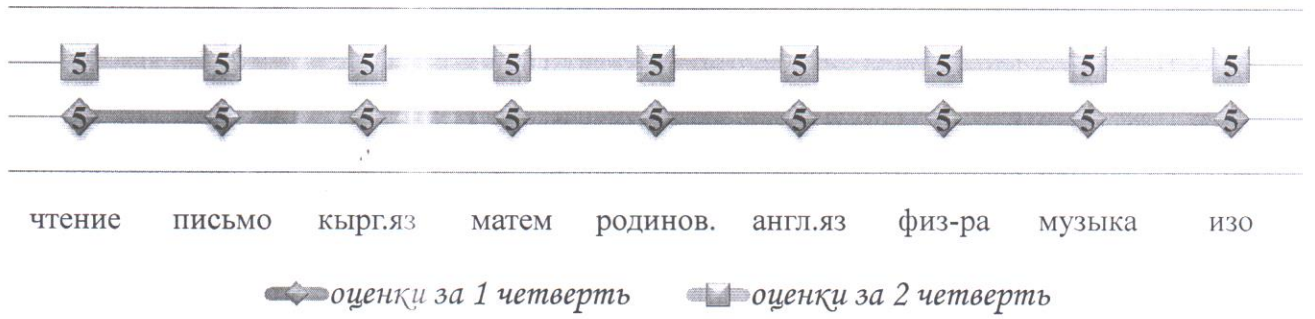 5 5 5 5 5 5 5 5 5
5 5 5 5 5 5 5 5 5
чтение письмо кырг.яз матем родинов. англ.яз физ-ра музыка изо
оценки за 1 четверть оценки за 2 четверть